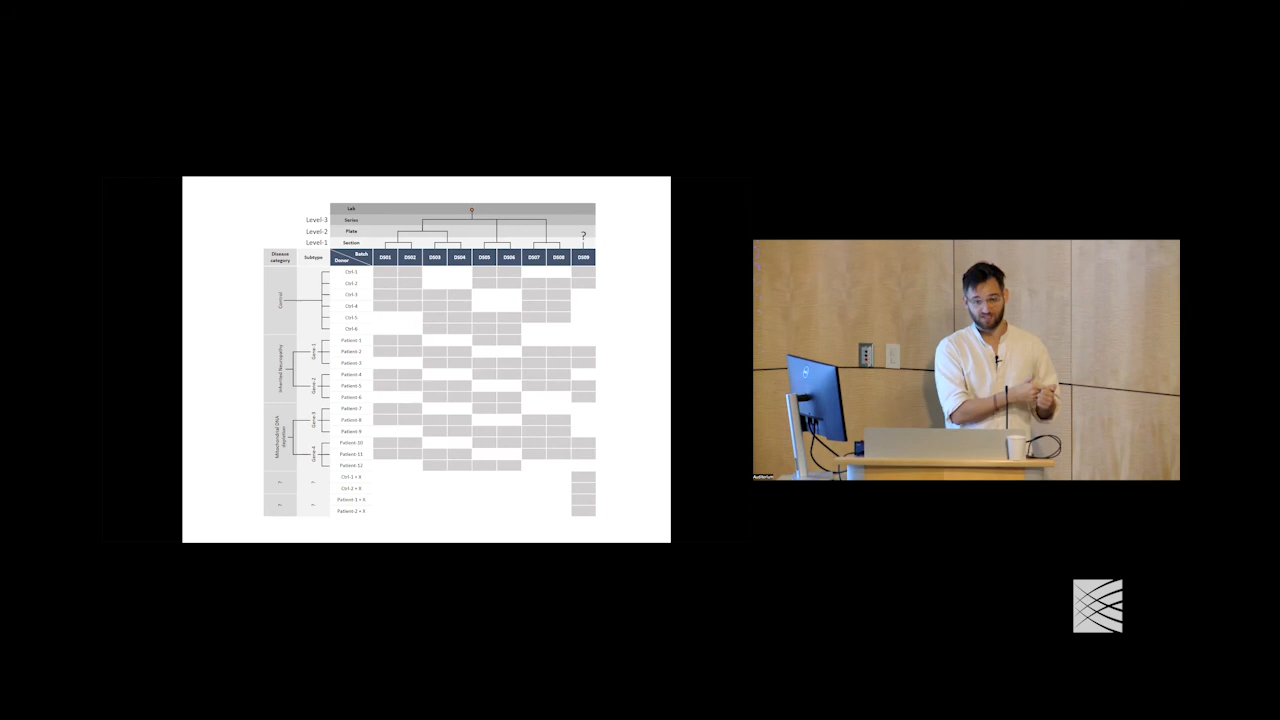 Lab
Level-3 Series
Level-2 Plate ?
Level-1 Section
Disease category Subtype Batch Donor DS01 DS02 DS03 DS04 DS05 DS06 DS07 DS08 DS09
Control
Ctrl-1
Ctrl-2
Ctrl-3
Ctrl-4
Ctrl-5
Ctrl-6
Inherited Neuropathy
Gene-1
Patient-1
Patient-2
Patient-3
Gene-2
Patient-4
Patient-5
Patient-6
Mitochondrial DNA depletion
Gene-3
Patient-7
Patient-8
Patient-9
Gene-4
Patient-10
Patient-11
Patient-12
? ? Ctrl-1 + X
Ctrl-2 + X
? ? Patient-1 + X
Patient-2 + X
Auditorium